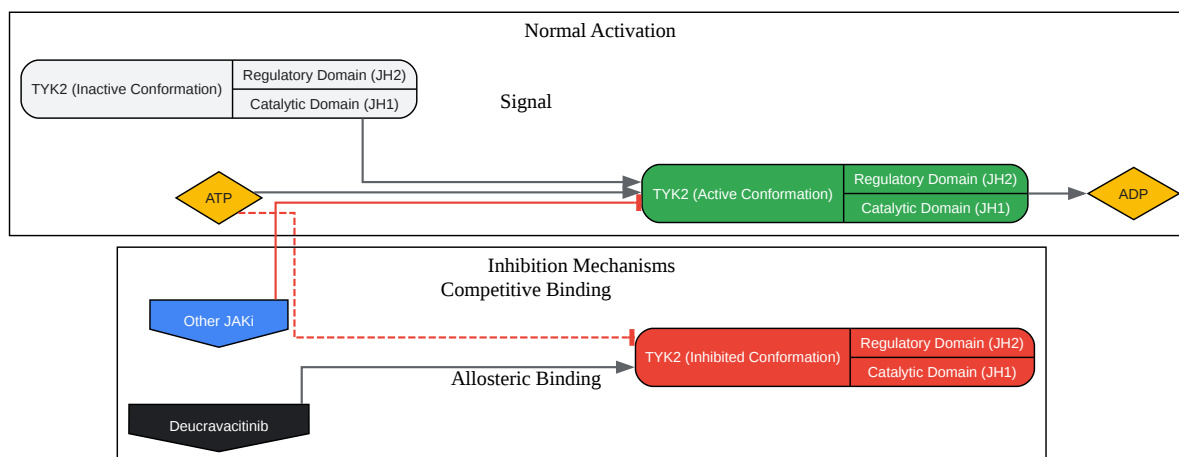 Normal Activation
TYK2 (Inactive Conformation)
Regulatory Domain (JH2)
Catalytic Domain (JH1)
Signal
ATP
TYK2 (Active Conformation)
Regulatory Domain (JH2)
Catalytic Domain (JH1)
ADP
Inhibition Mechanisms
Competitive Binding
Other JAKi
TYK2 (Inhibited Conformation)
Regulatory Domain (JH2)
Catalytic Domain (JH1)
Allosteric Binding
Deucravacitinib